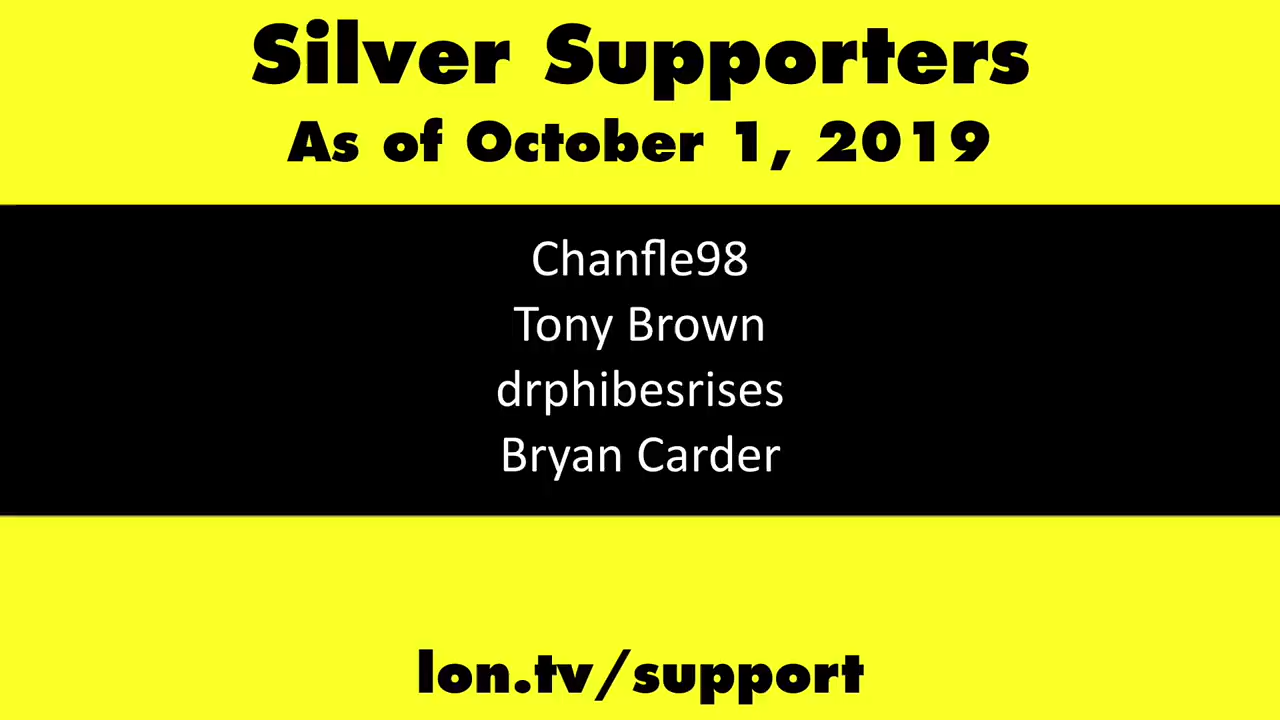 Silver Supporters
As of October 1, 2019
Chanfle98
Tony Brown
drphibesrises
Bryan Carder
lon.tv/support